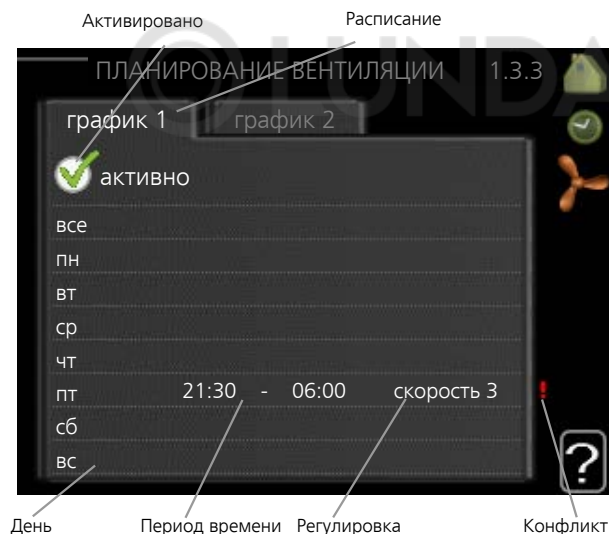 Активировано Расписание
© LUNDA
ПЛАНИРОВАНИЕ ВЕНТИЛЯЦИИ 1.3.3
график 1 график 2
активно
все
пн
вт
ср
чт
пт 21:30 - 06:00 скорость 3 !
сб
вс
?
День Период времени Регулировка Конфликт